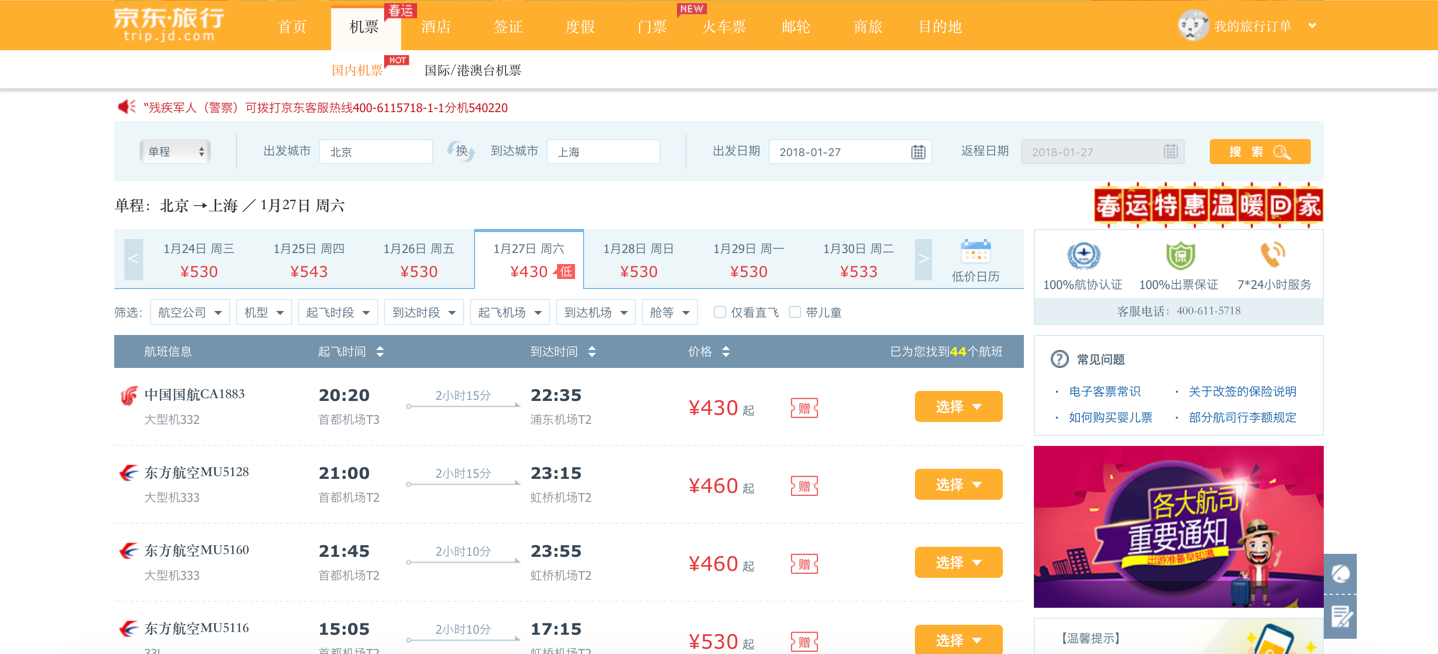 京东·旅行
trip.jd.com
首页 机票 春运 酒店 签证 度假 门票 NEW 火车票 邮轮 商旅 目的地 我的旅行订单
国内机票 HOT 国际/港澳台机票
“残疾军人（警察）可拨打京东客服热线400-6115718-1-1分机540220
单程 出发城市 北京 换 到达城市 上海 出发日期 2018-01-27 返程日期 2018-01-27 搜 索
单程：北京→上海 / 1月27日 周六
春运特惠温暖回家
< 1月24日 周三 1月25日 周四 1月26日 周五 1月27日 周六 1月28日 周日 1月29日 周一 1月30日 周二 >
¥530 ¥543 ¥530 ¥430 低 ¥530 ¥530 ¥533 低价日历
保
100%航协认证 100%出票保证 7*24小时服务
客服电话：400-611-5718
筛选: 航空公司 机型 起飞时段 到达时段 起飞机场 到达机场 舱等 仅看直飞 带儿童
航班信息 起飞时间 到达时间 价格 已为您找到44个航班
? 常见问题
· 电子客票常识 · 关于改签的保险说明
· 如何购买婴儿票 · 部分航司行李额规定
中国国航CA1883 20:20 2小时15分 22:35 ¥430 起 赠 选择
大型机332 首都机场T3 浦东机场T2
东方航空MU5128 21:00 2小时15分 23:15 ¥460 起 赠 选择
大型机333 首都机场T2 虹桥机场T2
东方航空MU5160 21:45 2小时10分 23:55 ¥460 起 赠 选择
大型机333 首都机场T2 虹桥机场T2
东方航空MU5116 15:05 2小时10分 17:15 ¥530 起 赠 选择
33L 首都机场T2 虹桥机场T2
各大航司
重要通知
出游准备早知道
【温馨提示】